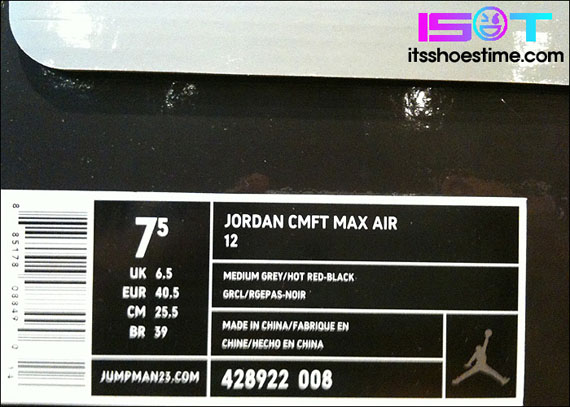 ISOT
itsshoestime.com
7⁵
UK 6.5
EUR 40.5
CM 25.5
BR 39
JUMPMAN23.COM
JORDAN CMFT MAX AIR
12
MEDIUM GREY/HOT RED-BLACK
GRCL/RGEPAS-NOIR
MADE IN CHINA/FABRIQUE EN
CHINE/HECHO EN CHINA
428922 008